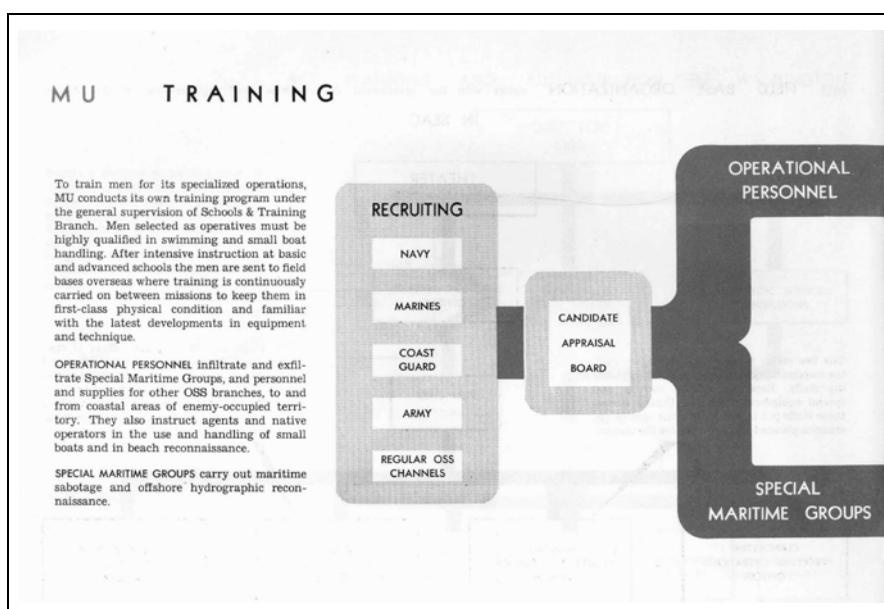 MU TRAINING
To train men for its specialized operations,
MU conducts its own training program under
the general supervision of Schools & Training
Branch. Men selected as operatives must be
highly qualified in swimming and small boat
handling. After intensive instruction at basic
and advanced schools the men are sent to field
bases overseas where training is continuously
carried on between missions to keep them in
first-class physical condition and familiar
with the latest developments in equipment
and technique.
OPERATIONAL PERSONNEL infiltrate and exfil-
trate Special Maritime Groups, and personnel
and supplies for other OSS branches, to and
from coastal areas of enemy-occupied terri-
tory. They also instruct agents and native
operators in the use and handling of small
boats and in beach reconnaissance.
SPECIAL MARITIME GROUPS carry out maritime
sabotage and offshore hydrographic recon-
naissance.
RECRUITING
NAVY
MARINES
COAST
GUARD
ARMY
REGULAR OSS
CHANNELS
CANDIDATE
APPRAISAL
BOARD
OPERATIONAL
PERSONNEL
SPECIAL
MARITIME GROUPS